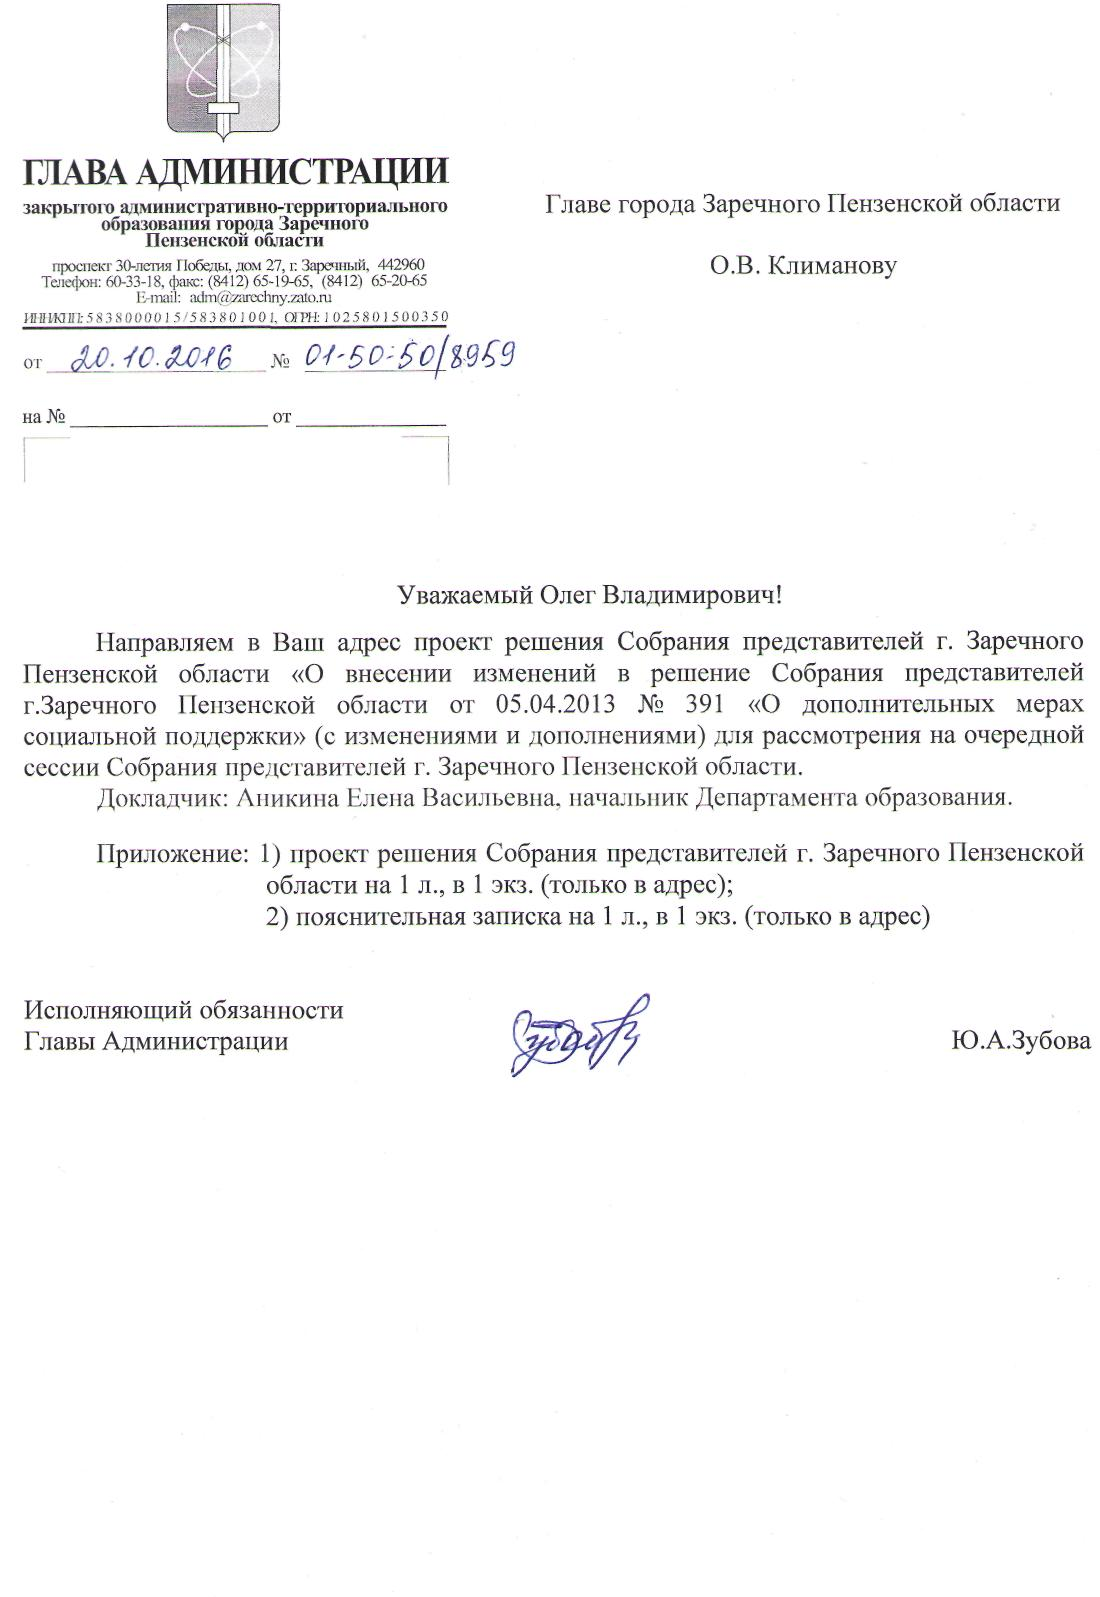 ГЛАВА АДМИНИСТРАЦИИ
закрытого административно-территориального
образования города Заречного
Пензенской области
проспект 30-летия Победы, дом 27, г. Заречный, 442960
Телефон: 60-33-18, факс: (8412) 65-19-65, (8412) 65-20-65
E-mail: adm@zarechny.zato.ru
ИНН/КПП: 5838000015/583801001, ОГРН: 1025801500350
от 20.10.2016 № 01-50-50/8959
на № ____________ от ____________
Главе города Заречного Пензенской области
О.В. Климанову
Уважаемый Олег Владимирович!
Направляем в Ваш адрес проект решения Собрания представителей г. Заречного
Пензенской области «О внесении изменений в решение Собрания представителей
г.Заречного Пензенской области от 05.04.2013 № 391 «О дополнительных мерах
социальной поддержки» (с изменениями и дополнениями) для рассмотрения на очередной
сессии Собрания представителей г. Заречного Пензенской области.
Докладчик: Аникина Елена Васильевна, начальник Департамента образования.
Приложение: 1) проект решения Собрания представителей г. Заречного Пензенской
области на 1 л., в 1 экз. (только в адрес);
2) пояснительная записка на 1 л., в 1 экз. (только в адрес)
Исполняющий обязанности
Главы Администрации
Ю.А.Зубова